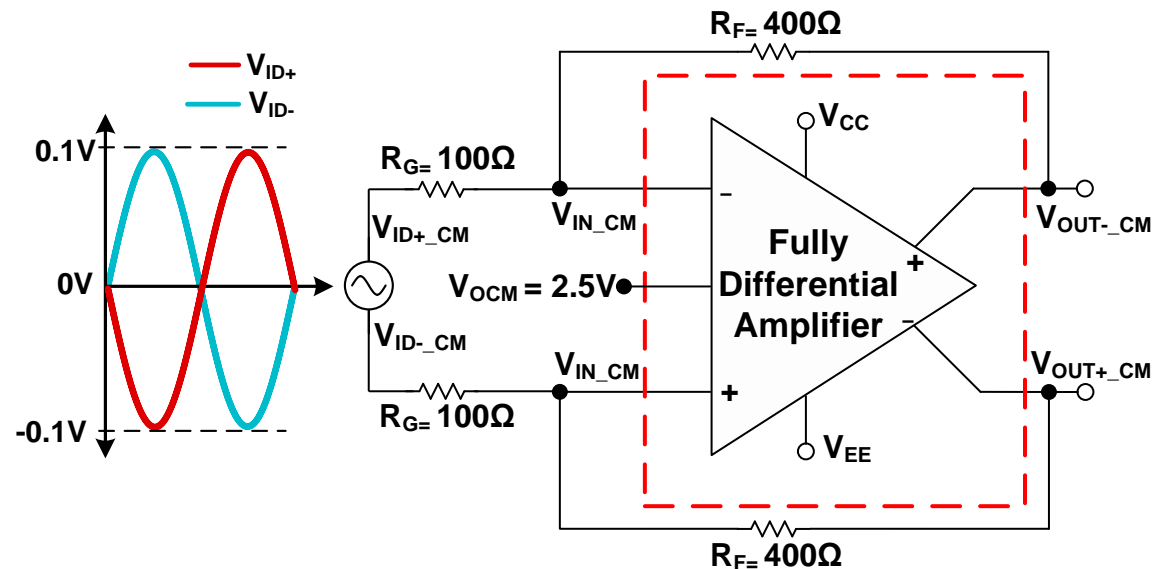 RF= 400Ω
VID+
VID-
VCC
0.1V
RG= 100Ω
–
VIN_CM
VOUT-_CM
VID+_CM
Fully
Differential
Amplifier
+
0V
VOCM = 2.5V
–
VID-_CM
VIN_CM
VOUT+_CM
+
-0.1V
RG= 100Ω
VEE
RF= 400Ω